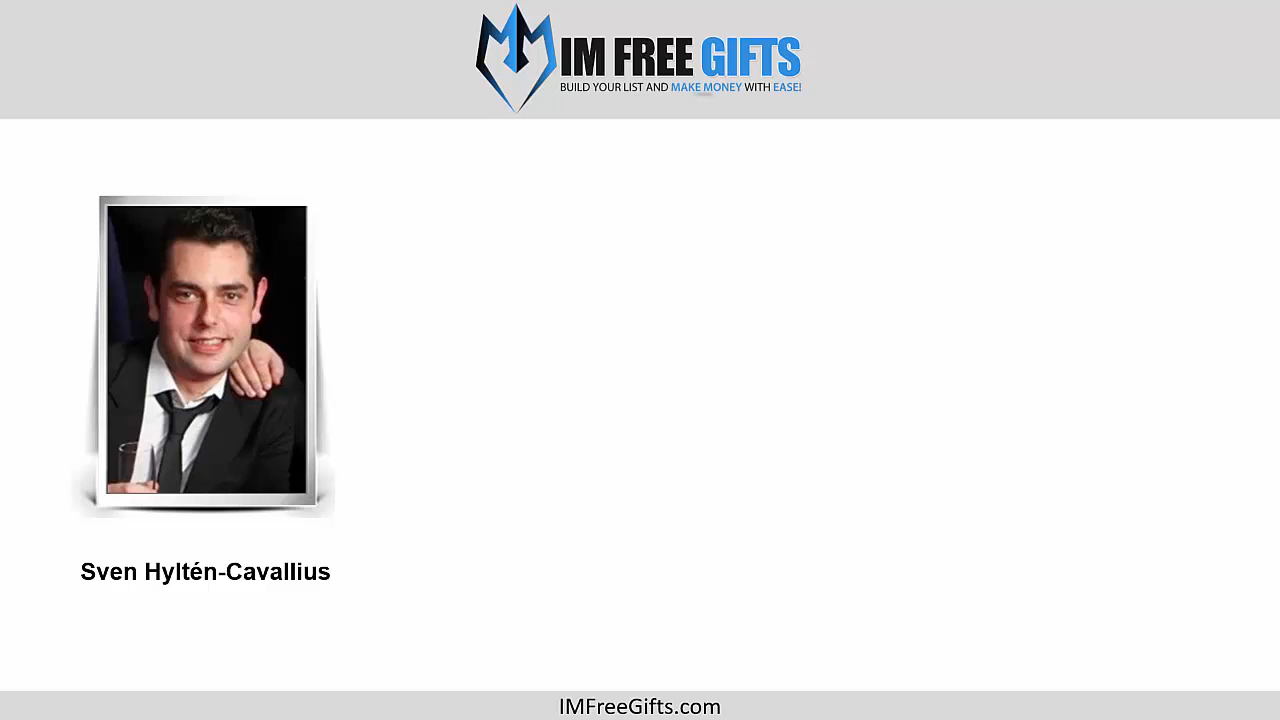 IM FREE GIFTS
BUILD YOUR LIST AND MAKE MONEY WITH EASE!
Sven Hyltén-Cavallius
IMFreeGifts.com